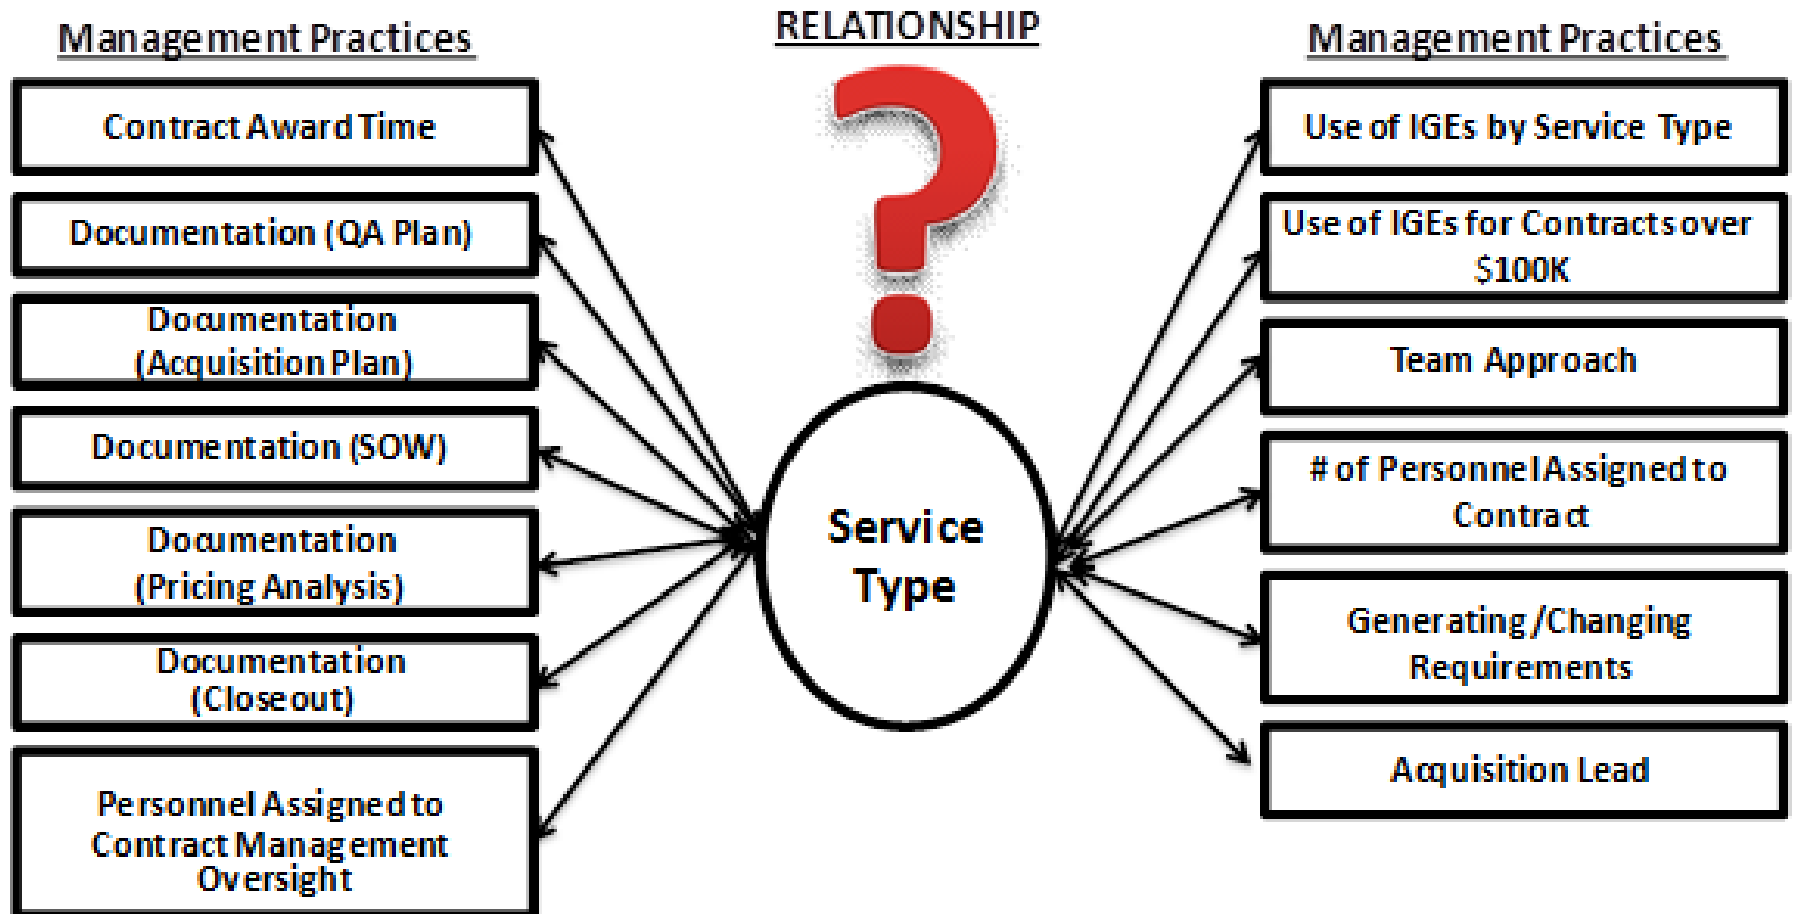 Management Practices
Contract Award Time
Documentation (QA Plan)
Documentation
(Acquisition Plan)
Documentation (SOW)
Documentation
(Pricing Analysis)
Documentation
(Closeout)
Personnel Assigned to
Contract Management
Oversight
RELATIONSHIP
?
Service
Type
Management Practices
Use of IGEs by Service Type
Use of IGEs for Contracts over
$100K
Team Approach
# of Personnel Assigned to
Contract
Generating/Changing
Requirements
Acquisition Lead